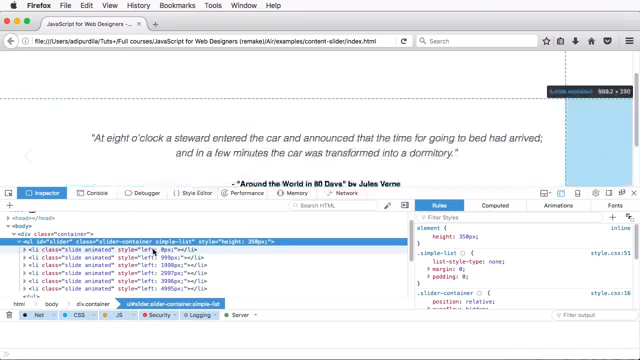 Firefox File Edit View History Bookmarks Tools Window Help
JavaScript for Web Designers - ...
file:///Users/adipurdila/Tuts+/Full courses/JavaScript for Web Designers (remake)/Air/examples/content-slider/index.html
Search
999.2 × 230
"At eight o'clock a steward entered the car and announced that the time for going to bed had arrived;
and in a few minutes the car was transformed into a dormitory."
- "Around the World in 80 Days" by Jules Verne
Inspector Console Debugger Style Editor Performance Memory Network
Search HTML
Rules Computed Animations Fonts
Filter Styles
<head></head>
<body>
<div class="container">
<ul id="slider" class="slider-container simple-list" style="height: 350px;">
<li class="slide animated" style="left: 0px;"></li>
<li class="slide animated" style="left: 999px;"></li>
<li class="slide animated" style="left: 1998px;"></li>
<li class="slide animated" style="left: 2997px;"></li>
<li class="slide animated" style="left: 3996px;"></li>
<li class="slide animated" style="left: 4995px;"></li>
</ul>
element { inline
height: 350px;
}
.simple-list { style.css:51
list-style-type: none;
margin: 0;
padding: 0;
}
.slider-container { style.css:16
position: relative;
html body div.container ul#slider.slider-container.simple-list
Net CSS JS Security Logging Server
Filter output